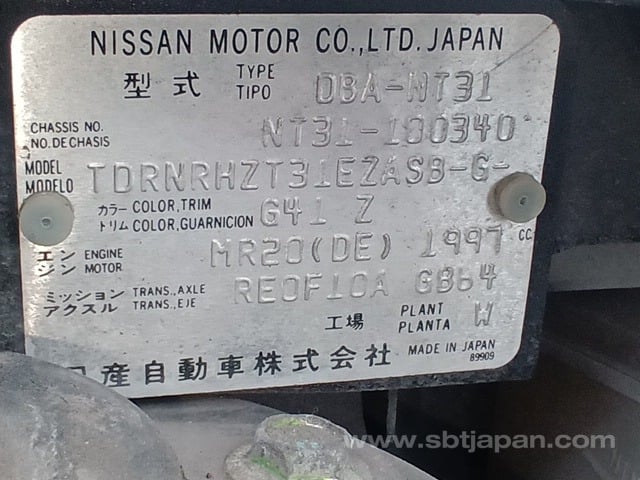 NISSAN MOTOR CO.,LTD. JAPAN
型式 TYPE TIPO DBA-NT31
CHASSIS NO. NO. DE CHASIS NT31-100340
MODEL MODELO TDRNRHZT31EZASB-G-
カラー COLOR,TRIM
トリム COLOR,GUARNICION G41 Z
エンジン ENGINE MOTOR MR20(DE) 1997 CC
ミッション TRANS.,AXLE
アクスル TRANS.,EJE RE0F10A GB64
工場 PLANT PLANTA W
日産自動車株式会社 MADE IN JAPAN
89909
www.sbtjapan.com